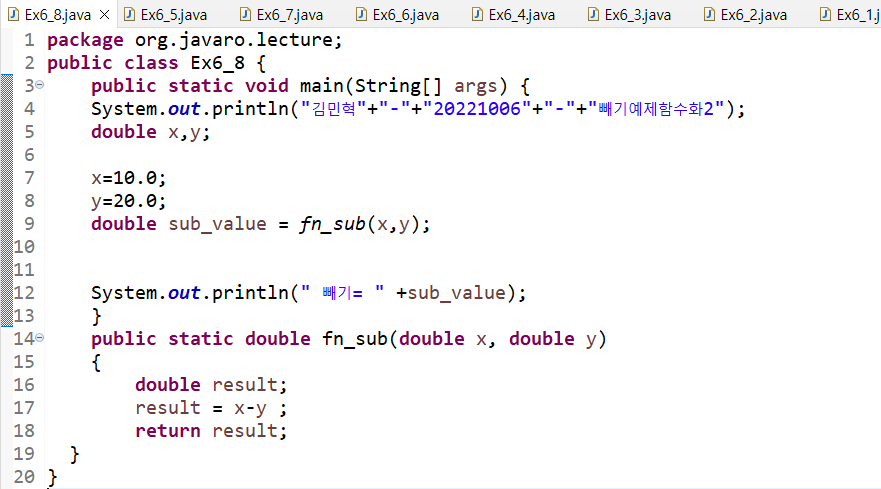 Ex6_8.java Ex6_5.java Ex6_7.java Ex6_6.java Ex6_4.java Ex6_3.java Ex6_2.java Ex6_1.j
1 package org.javaro.lecture;
2 public class Ex6_8 {
3 public static void main(String[] args) {
4 System.out.println("김민혁"+"-"+"20221006"+"-"+"빼기예제함수화2");
5 double x,y;
6
7 x=10.0;
8 y=20.0;
9 double sub_value = fn_sub(x,y);
10
11
12 System.out.println(" 빼기= " +sub_value);
13 }
14 public static double fn_sub(double x, double y)
15 {
16 double result;
17 result = x-y ;
18 return result;
19 }
20 }